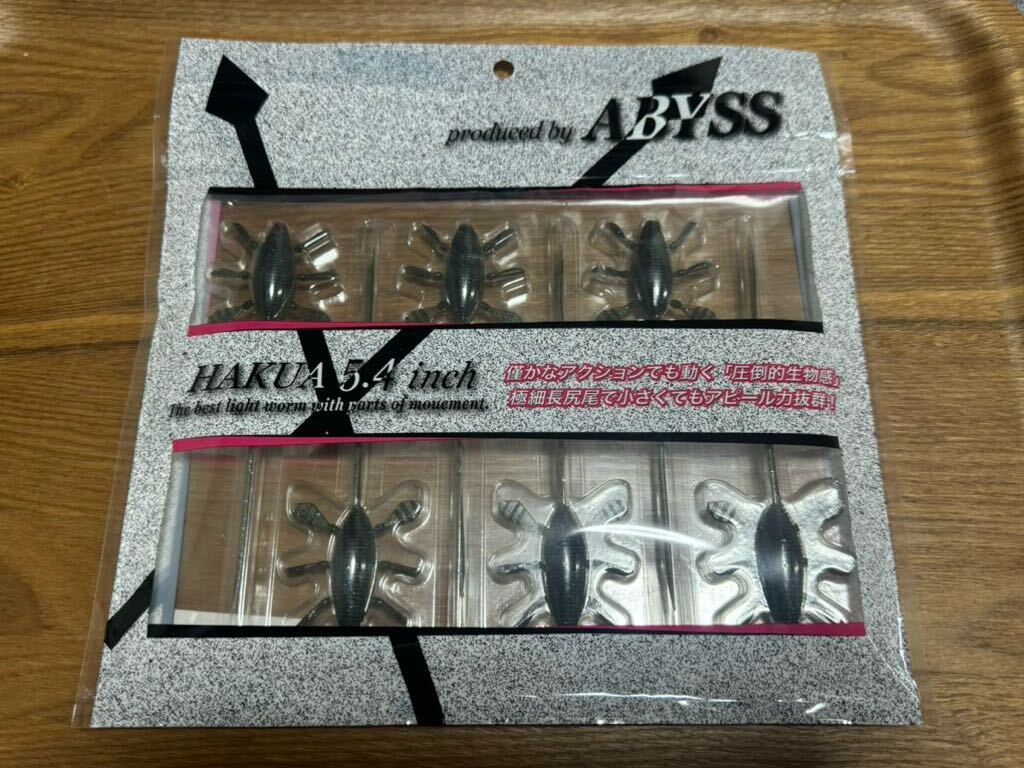 produced by ABYSS
HAKUA 5.4 inch
The best light worm with parts of mouement.
僅かなアクションでも動く「圧倒的生物感」
極細長尻尾で小さくてもアピール力抜群!